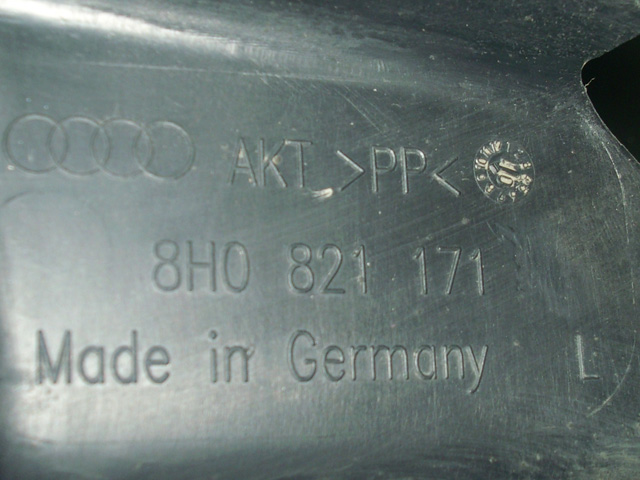 AKT >PP<
8H0 821 171
Made in Germany L